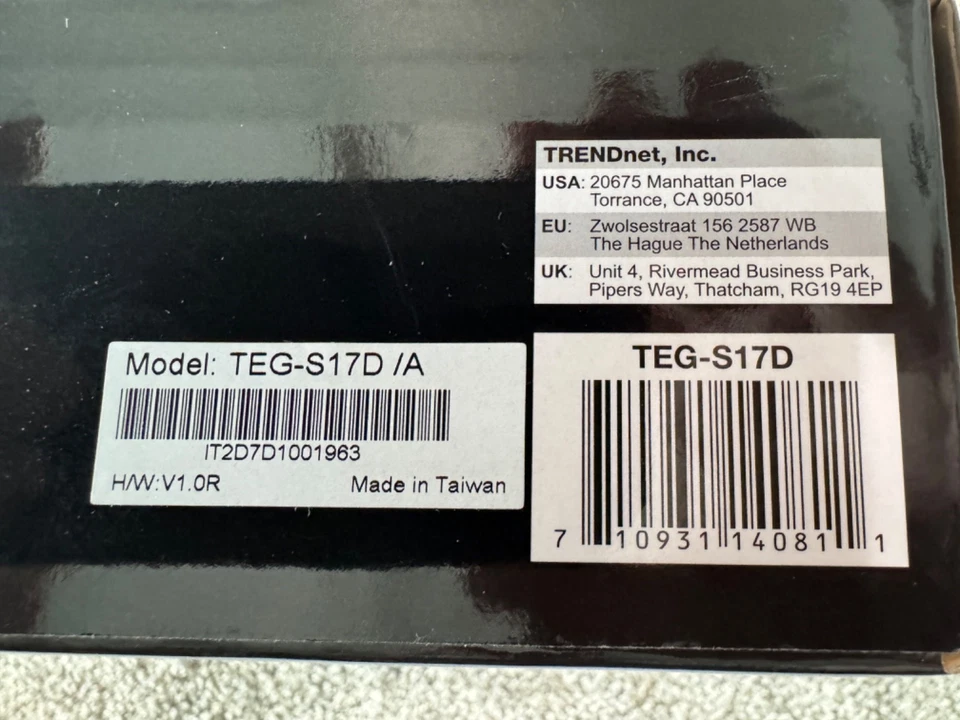 TRENDnet, Inc.
USA: 20675 Manhattan Place
Torrance, CA 90501
EU: Zwolsestraat 156 2587 WB
The Hague The Netherlands
UK: Unit 4, Rivermead Business Park,
Pipers Way, Thatcham, RG19 4EP
Model: TEG-S17D /A
IT2D7D1001963
H/W:V1.0R Made in Taiwan
TEG-S17D
7 10931 14081 1